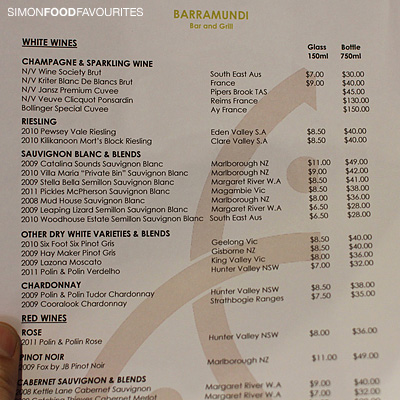 SIMONFOODFAVOURITES
BARRAMUNDI
Bar and Grill
WHITE WINES Glass Bottle
150ml 750ml
CHAMPAGNE & SPARKLING WINE
N/V Wine Society Brut South East Aus $7.00 $30.00
N/V Kriter Blanc De Blancs Brut France $9.00 $40.00
N/V Jansz Premium Cuvee Pipers Brook TAS $45.00
N/V Veuve Clicquot Ponsardin Reims France $130.00
Bollinger Special Cuvee Ay France $150.00
RIESLING
2010 Pewsey Vale Riesling Eden Valley S.A $8.50 $40.00
2010 Kilikanoon Mort's Block Riesling Clare Valley S.A. $8.50 $40.00
SAUVIGNON BLANC & BLENDS
2009 Catalina Sounds Sauvignon Blanc Marlborough NZ $11.00 $49.00
2010 Villa Maria "Private Bin" Sauvignon Blanc Marlborough NZ $9.00 $42.00
2009 Stella Bella Semillon Sauvignon Blanc Margaret River W.A $8.50 $41.00
2011 Pickles McPherson Sauvignon Blanc Magambie Vic $8.50 $38.00
2008 Mud House Sauvignon Blanc Marlborough NZ $8.00 $36.00
2009 Leaping Lizard Semillon Sauvignon Blanc Margaret River W.A $6.50 $28.00
2010 Woodhouse Estate Semillon Sauvignon Blanc South East Aus $6.50 $28.00
OTHER DRY WHITE VARIETIES & BLENDS
2010 Six Foot Six Pinot Gris Geelong Vic $8.50 $40.00
2009 Hay Maker Pinot Gris Gisborne NZ $8.50 $40.00
2009 Lazona Moscato King Valley Vic $8.00 $36.00
2011 Polin & Polin Verdelho Hunter Valley NSW $7.00 $32.00
CHARDONNAY
2009 Polin & Polin Tudor Chardonnay Hunter Valley NSW $8.50 $38.00
2009 Cooralook Chardonnay Strathbogie Ranges $7.50 $35.00
RED WINES
ROSE
2011 Polin & Polin Rose Hunter Valley NSW $8.00 $36.00
PINOT NOIR
2009 Fox by JB Pinot Noir Marlborough NZ $11.00 $49.00
CABERNET SAUVIGNON & BLENDS
2008 Kettle Lane Cabernet Sauvignon Margaret River W.A $9.00 $40.00
Catching Thieves Cabernet Merlot Margaret River W.A $7.00 $32.00